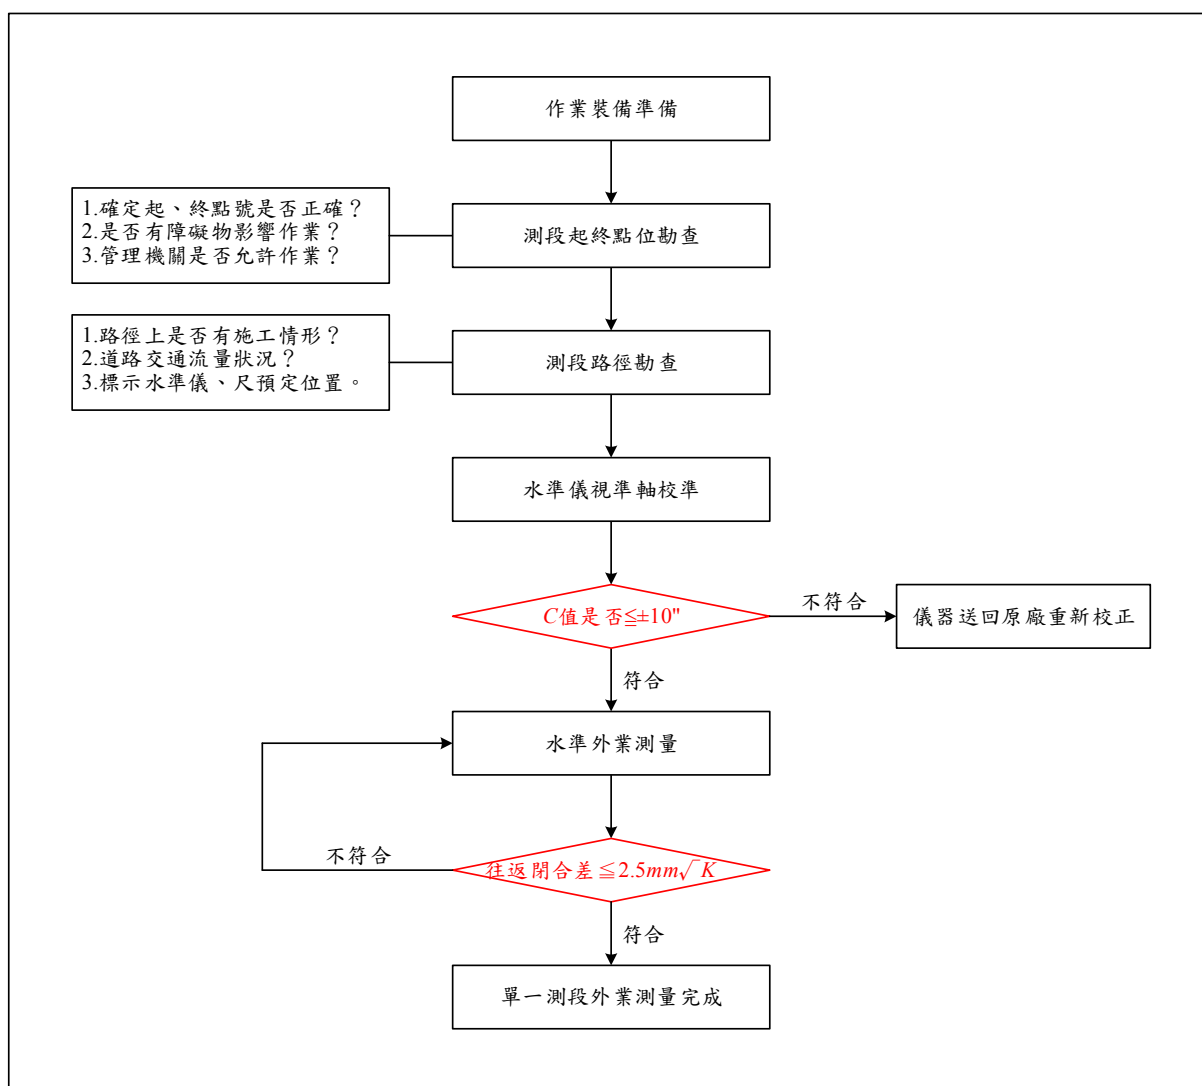 作業裝備準備
1.確定起、終點號是否正確？
2.是否有障礙物影響作業？
3.管理機關是否允許作業？
測段起終點位勘查
1.路徑上是否有施工情形？
2.道路交通流量狀況？
3.標示水準儀、尺預定位置。
測段路徑勘查
水準儀視準軸校準
C值是否≦±10"
不符合
儀器送回原廠重新校正
符合
水準外業測量
不符合
往返閉合差≦2.5mm√K
符合
單一測段外業測量完成